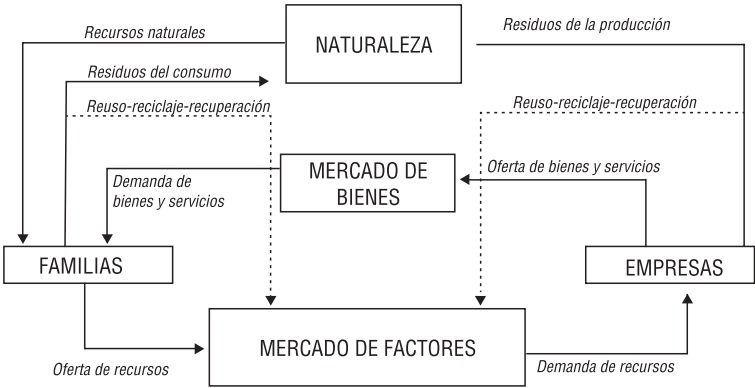 Recursos naturales
NATURALEZA
Residuos de la producción
Residuos del consumo
Reuso-reciclaje-recuperación
Reuso-reciclaje-recuperación
Demanda de
bienes y servicios
MERCADO DE
BIENES
Oferta de bienes y servicios
FAMILIAS
EMPRESAS
Oferta de recursos
MERCADO DE FACTORES
Demanda de recursos